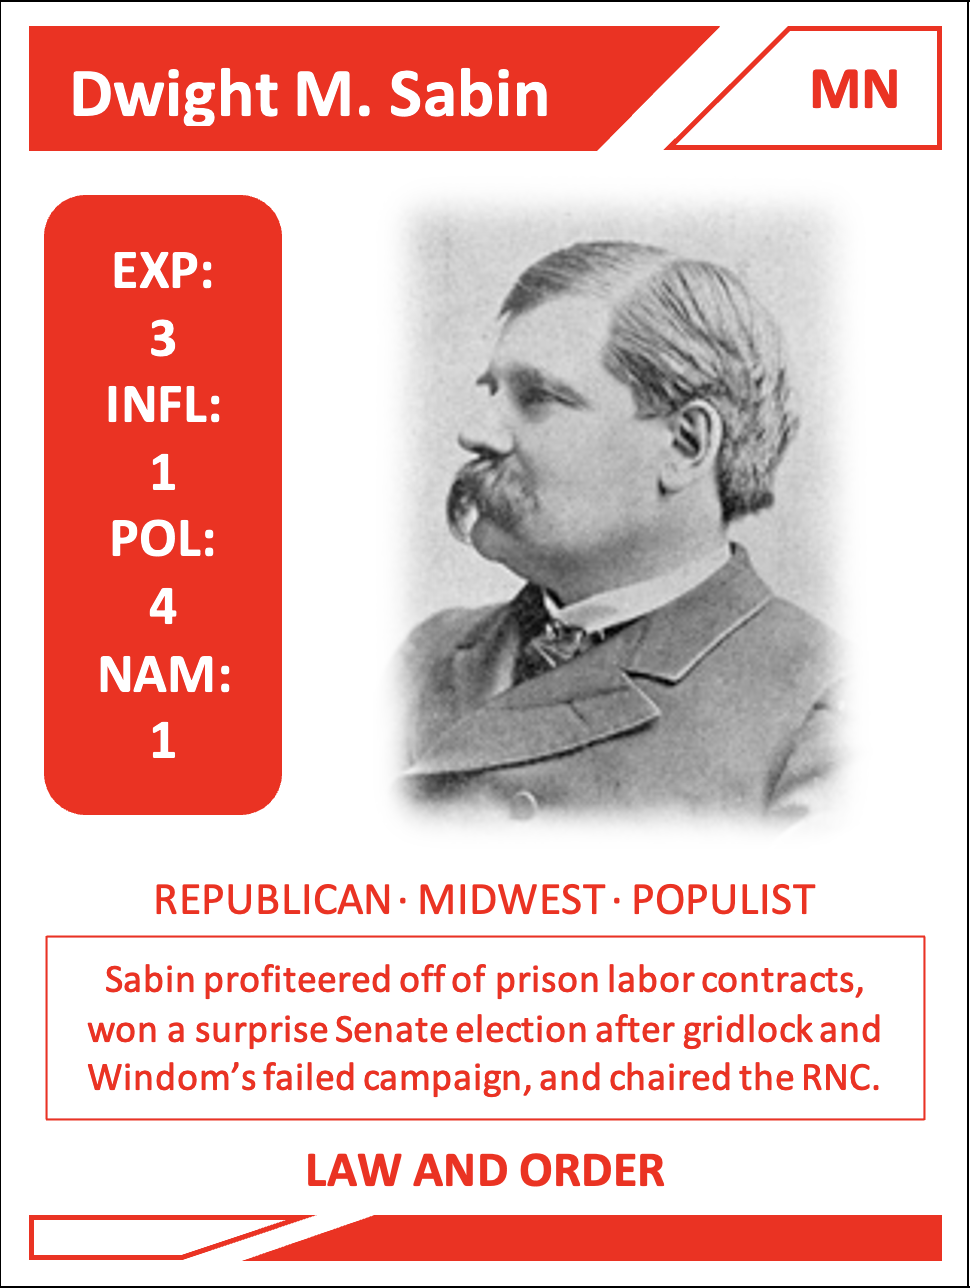 Dwight M. Sabin
MN
EXP:
3
INFL:
1
POL:
4
NAM:
1
REPUBLICAN · MIDWEST · POPULIST
Sabin profiteered off of prison labor contracts,
won a surprise Senate election after gridlock and
Windom’s failed campaign, and chaired the RNC.
LAW AND ORDER